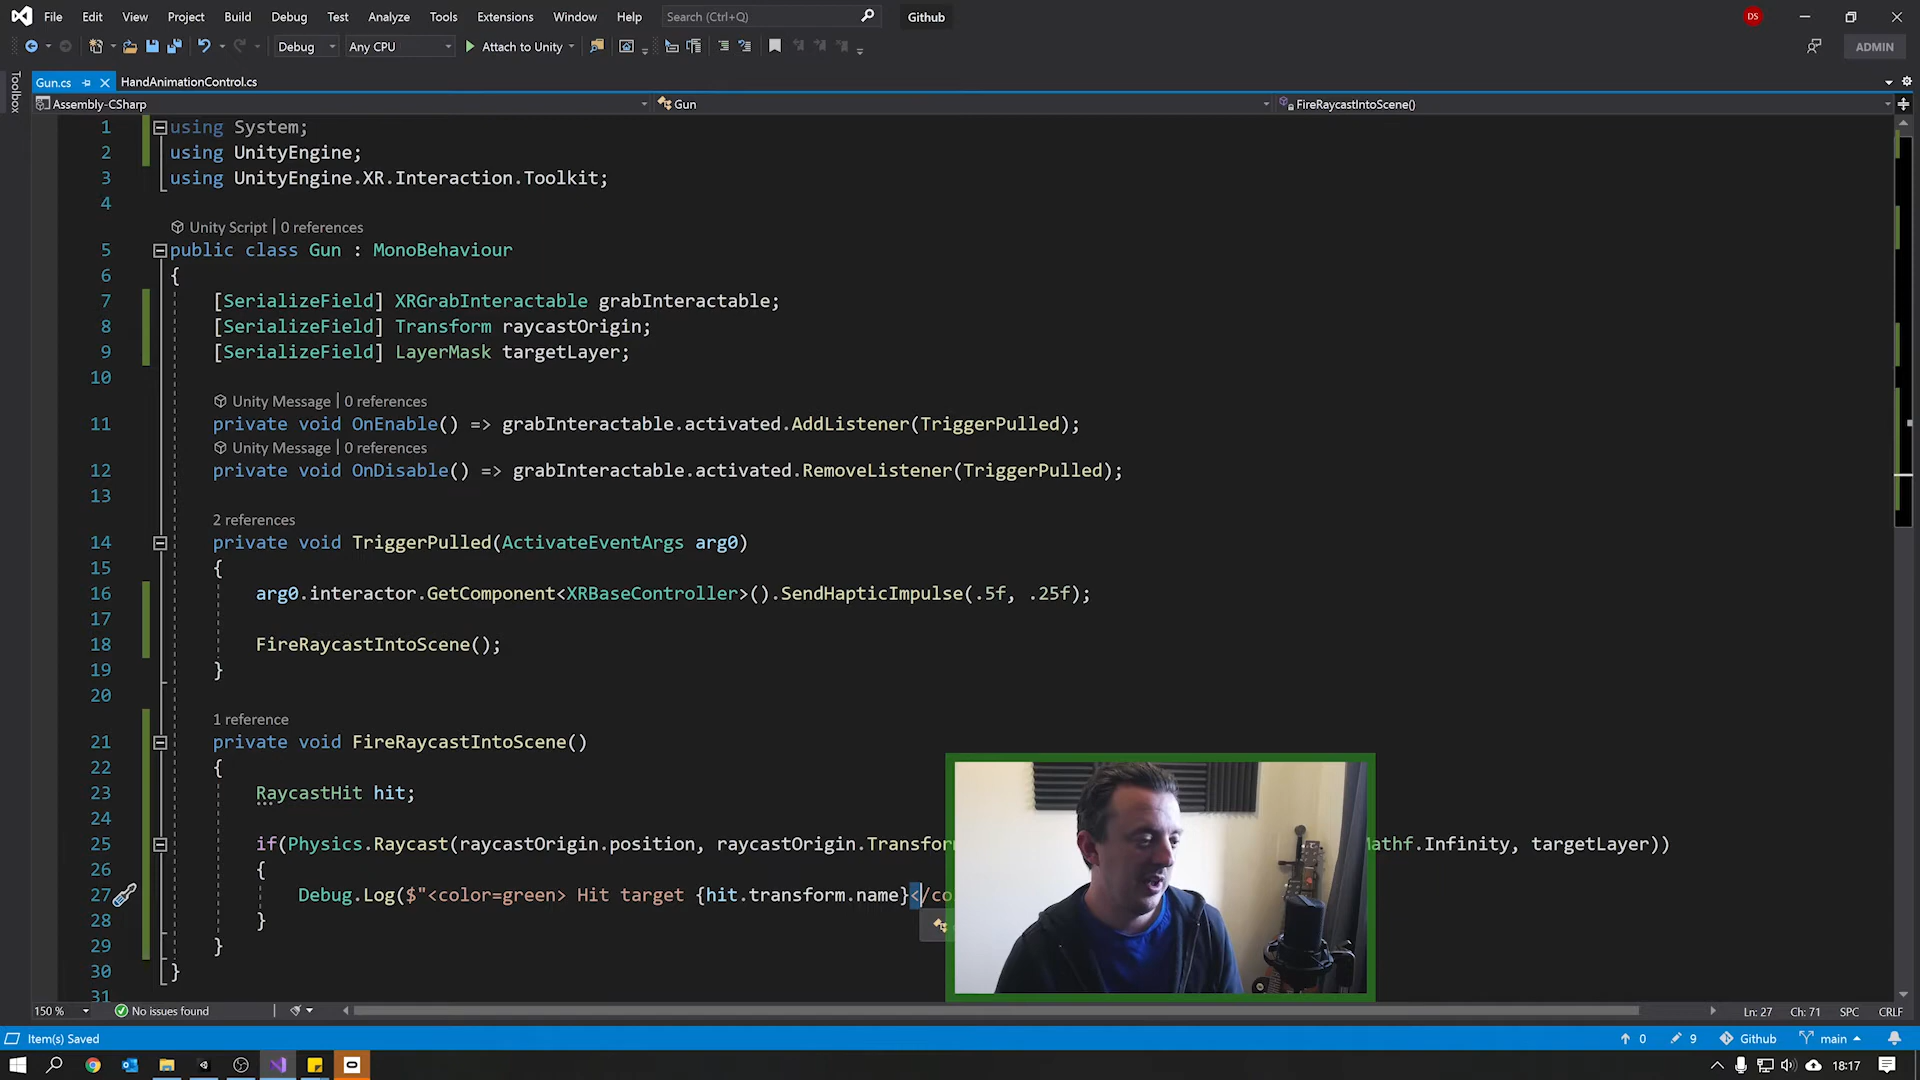 File Edit View Project Build Debug Test Analyze Tools Extensions Window Help Search (Ctrl+Q) Github DS
Debug Any CPU Attach to Unity ADMIN
Toolbox
Gun.cs HandAnimationControl.cs
Assembly-CSharp Gun FireRaycastIntoScene()
1 using System;
2 using UnityEngine;
3 using UnityEngine.XR.Interaction.Toolkit;
4
Unity Script | 0 references
5 public class Gun : MonoBehaviour
6 {
7 [SerializeField] XRGrabInteractable grabInteractable;
8 [SerializeField] Transform raycastOrigin;
9 [SerializeField] LayerMask targetLayer;
10
Unity Message | 0 references
11 private void OnEnable() => grabInteractable.activated.AddListener(TriggerPulled);
Unity Message | 0 references
12 private void OnDisable() => grabInteractable.activated.RemoveListener(TriggerPulled);
13
2 references
14 private void TriggerPulled(ActivateEventArgs arg0)
15 {
16 arg0.interactor.GetComponent<XRBaseController>().SendHapticImpulse(.5f, .25f);
17
18 FireRaycastIntoScene();
19 }
20
1 reference
21 private void FireRaycastIntoScene()
22 {
23 RaycastHit hit;
24
25 if(Physics.Raycast(raycastOrigin.position, raycastOrigin.Transfor Mathf.Infinity, targetLayer))
26 {
27 Debug.Log($"<color=green> Hit target {hit.transform.name}</co
28 }
29 }
30 }
31
150 % No issues found Ln: 27 Ch: 71 SPC CRLF
Item(s) Saved 0 9 Github main
18:17